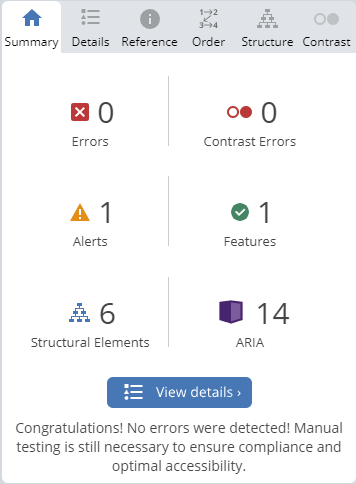 Summary Details Reference Order Structure Contrast
0 0
Errors Contrast Errors
1 1
Alerts Features
6 14
Structural Elements ARIA
View details ›
Congratulations! No errors were detected! Manual
testing is still necessary to ensure compliance and
optimal accessibility.